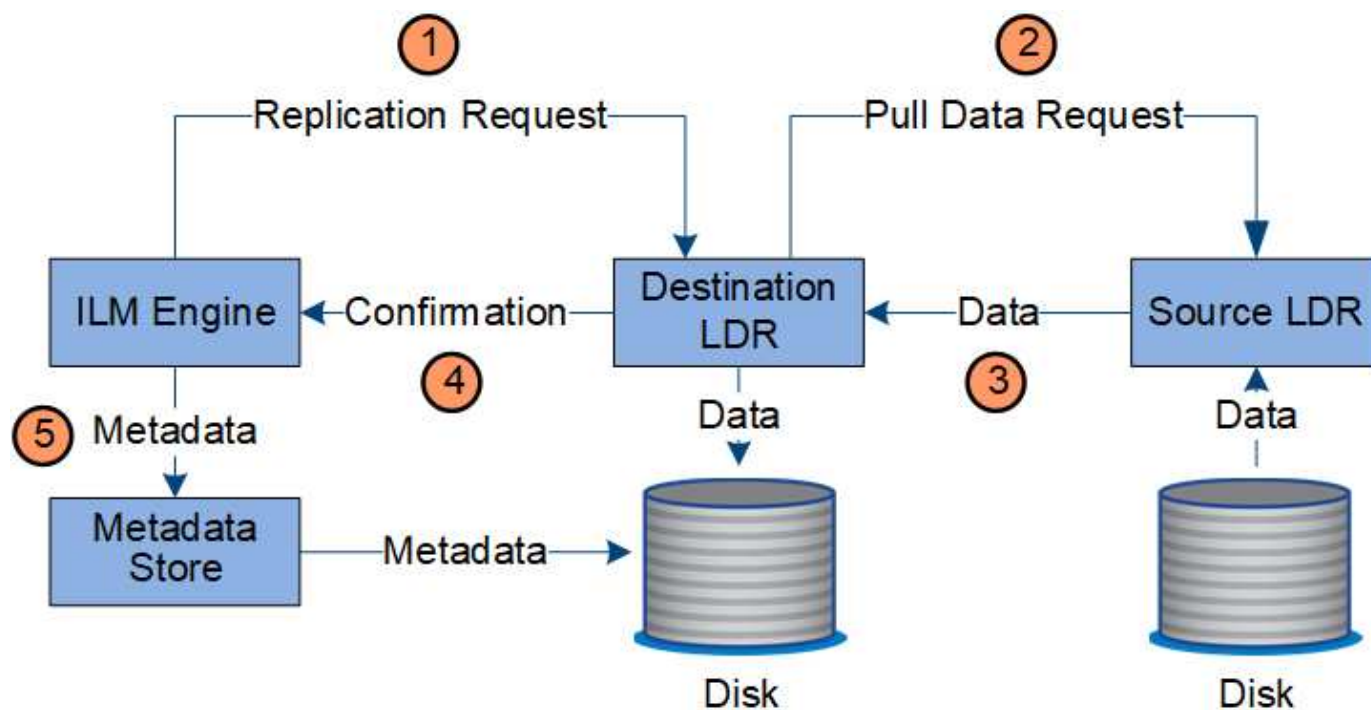 1
2
Replication Request
Pull Data Request
ILM Engine
Confirmation
Destination
LDR
Data
Source LDR
4
3
5
Metadata
Data
Data
Metadata
Store
Metadata
Disk
Disk